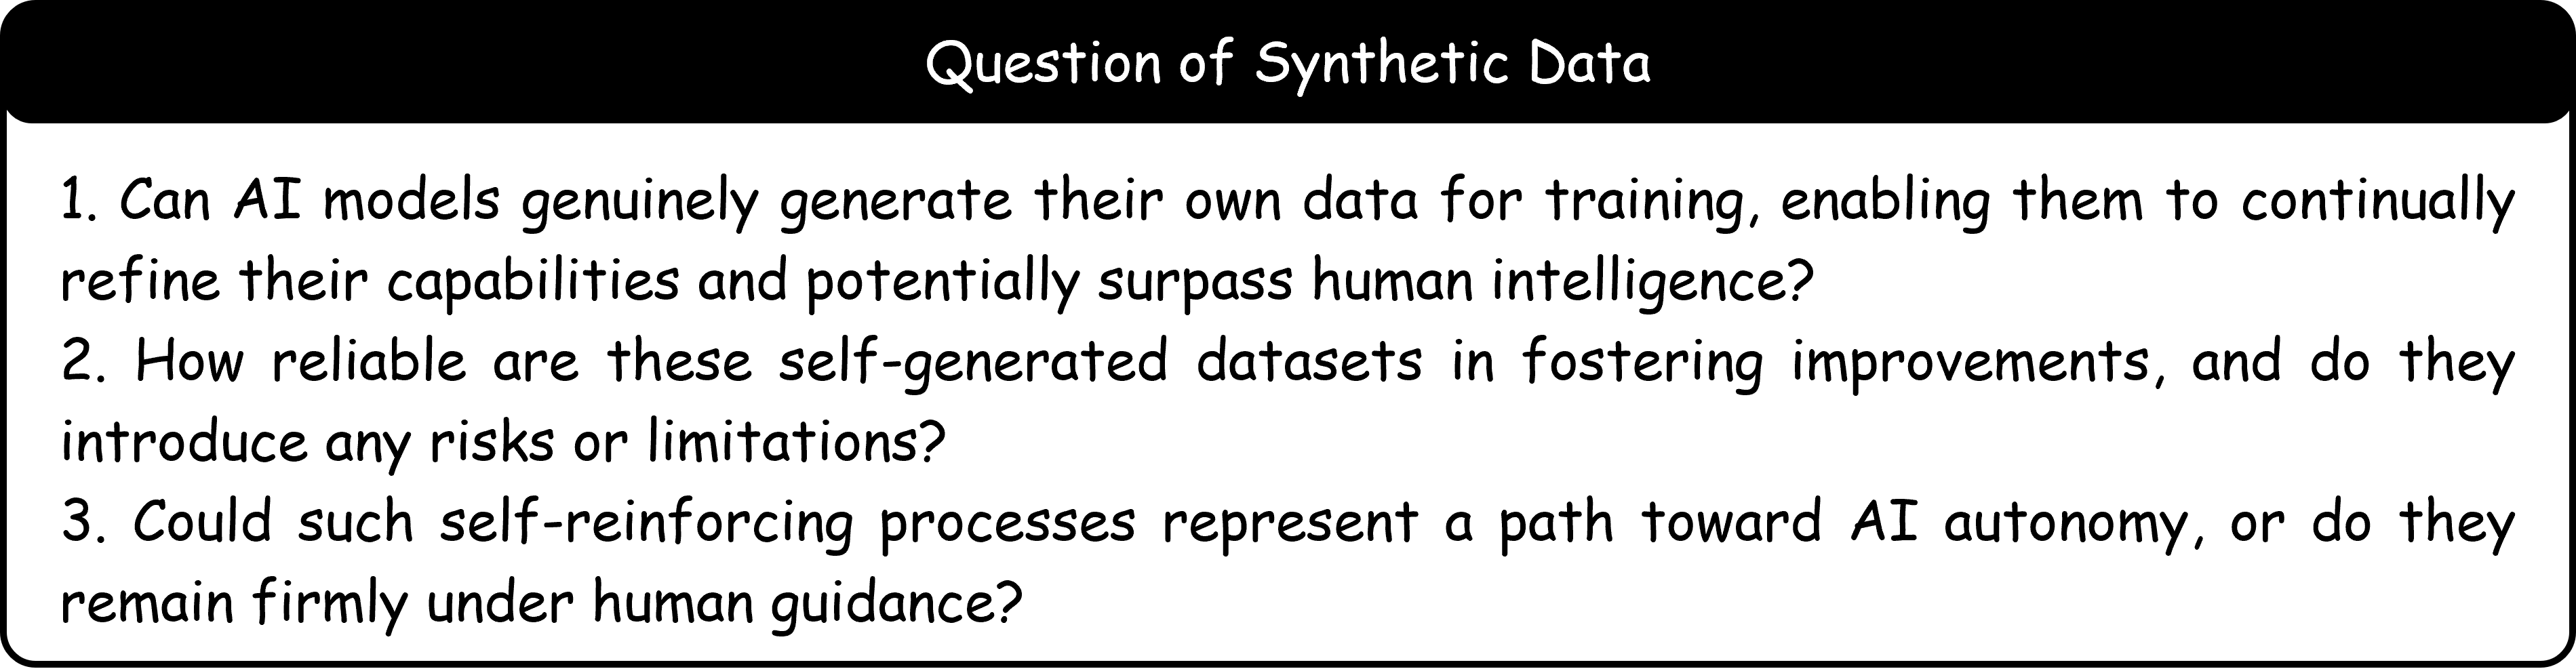 Question of Synthetic Data
1. Can AI models genuinely generate their own data for training, enabling them to continually
refine their capabilities and potentially surpass human intelligence?
2. How reliable are these self-generated datasets in fostering improvements, and do they
introduce any risks or limitations?
3. Could such self-reinforcing processes represent a path toward AI autonomy, or do they
remain firmly under human guidance?